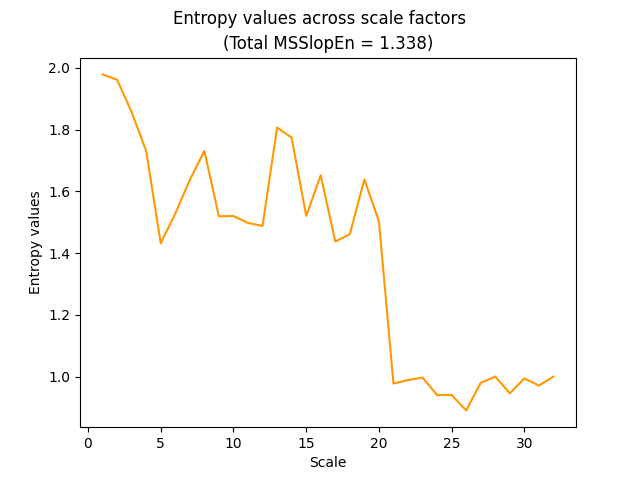 Entropy values across scale factors
(Total MSSlopEn = 1.338)
2.0
1.8
1.6
1.4
1.2
1.0
Entropy values
0 5 10 15 20 25 30
Scale